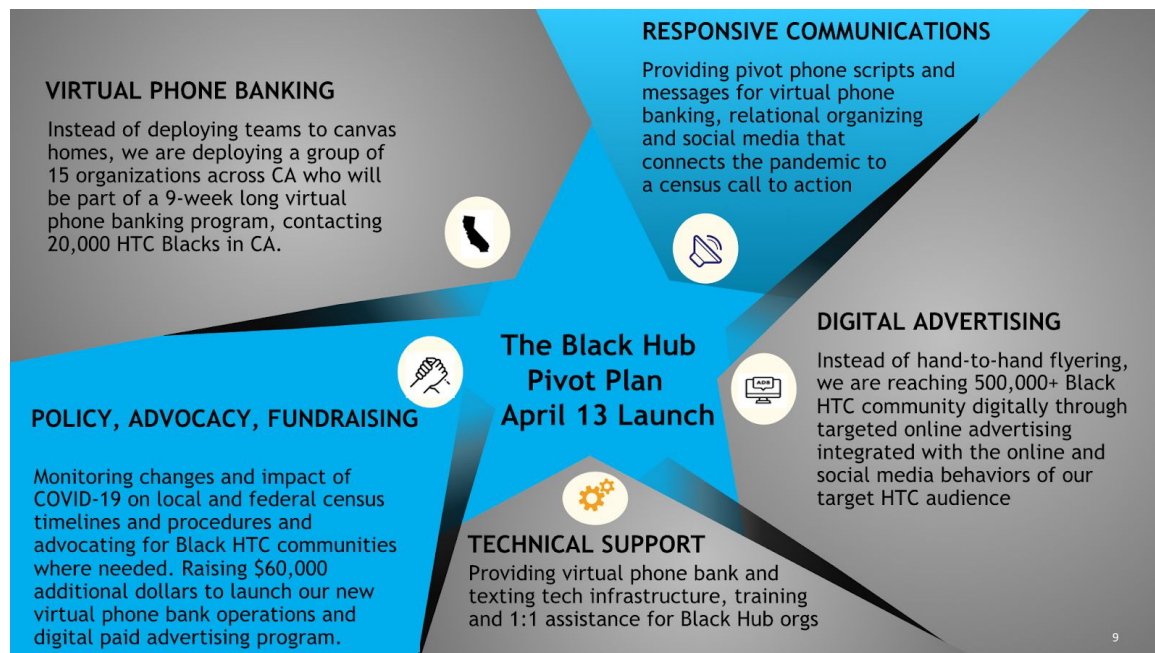 RESPONSIVE COMMUNICATIONS
Providing pivot phone scripts and
messages for virtual phone
banking, relational organizing
and social media that
connects the pandemic to
a census call to action
VIRTUAL PHONE BANKING
Instead of deploying teams to canvas
homes, we are deploying a group of
15 organizations across CA who will
be part of a 9-week long virtual
phone banking program, contacting
20,000 HTC Blacks in CA.
The Black Hub
Pivot Plan
April 13 Launch
DIGITAL ADVERTISING
Instead of hand-to-hand flyering,
we are reaching 500,000+ Black
HTC community digitally through
targeted online advertising
integrated with the online and
social media behaviors of our
target HTC audience
ADS
POLICY, ADVOCACY, FUNDRAISING
Monitoring changes and impact of
COVID-19 on local and federal census
timelines and procedures and
advocating for Black HTC communities
where needed. Raising $60,000
additional dollars to launch our new
virtual phone bank operations and
digital paid advertising program.
TECHNICAL SUPPORT
Providing virtual phone bank and
texting tech infrastructure, training
and 1:1 assistance for Black Hub orgs
9